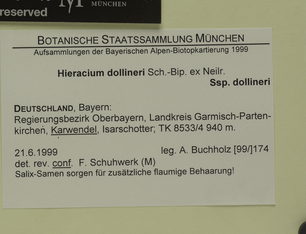 M
MÜNCHEN
reserved
BOTANISCHE STAATSSAMMLUNG MÜNCHEN
Aufsammlungen der Bayerischen Alpen-Biotopkartierung 1999
Hieracium dollineri Sch.-Bip. ex Neilr.
Ssp. dollineri
DEUTSCHLAND, Bayern:
Regierungsbezirk Oberbayern, Landkreis Garmisch-Parten-
kirchen, Karwendel, Isarschotter; TK 8533/4 940 m.
21.6.1999 leg. A. Buchholz [99/]174
det. rev. conf. F. Schuhwerk (M)
Salix-Samen sorgen für zusätzliche flaumige Behaarung!